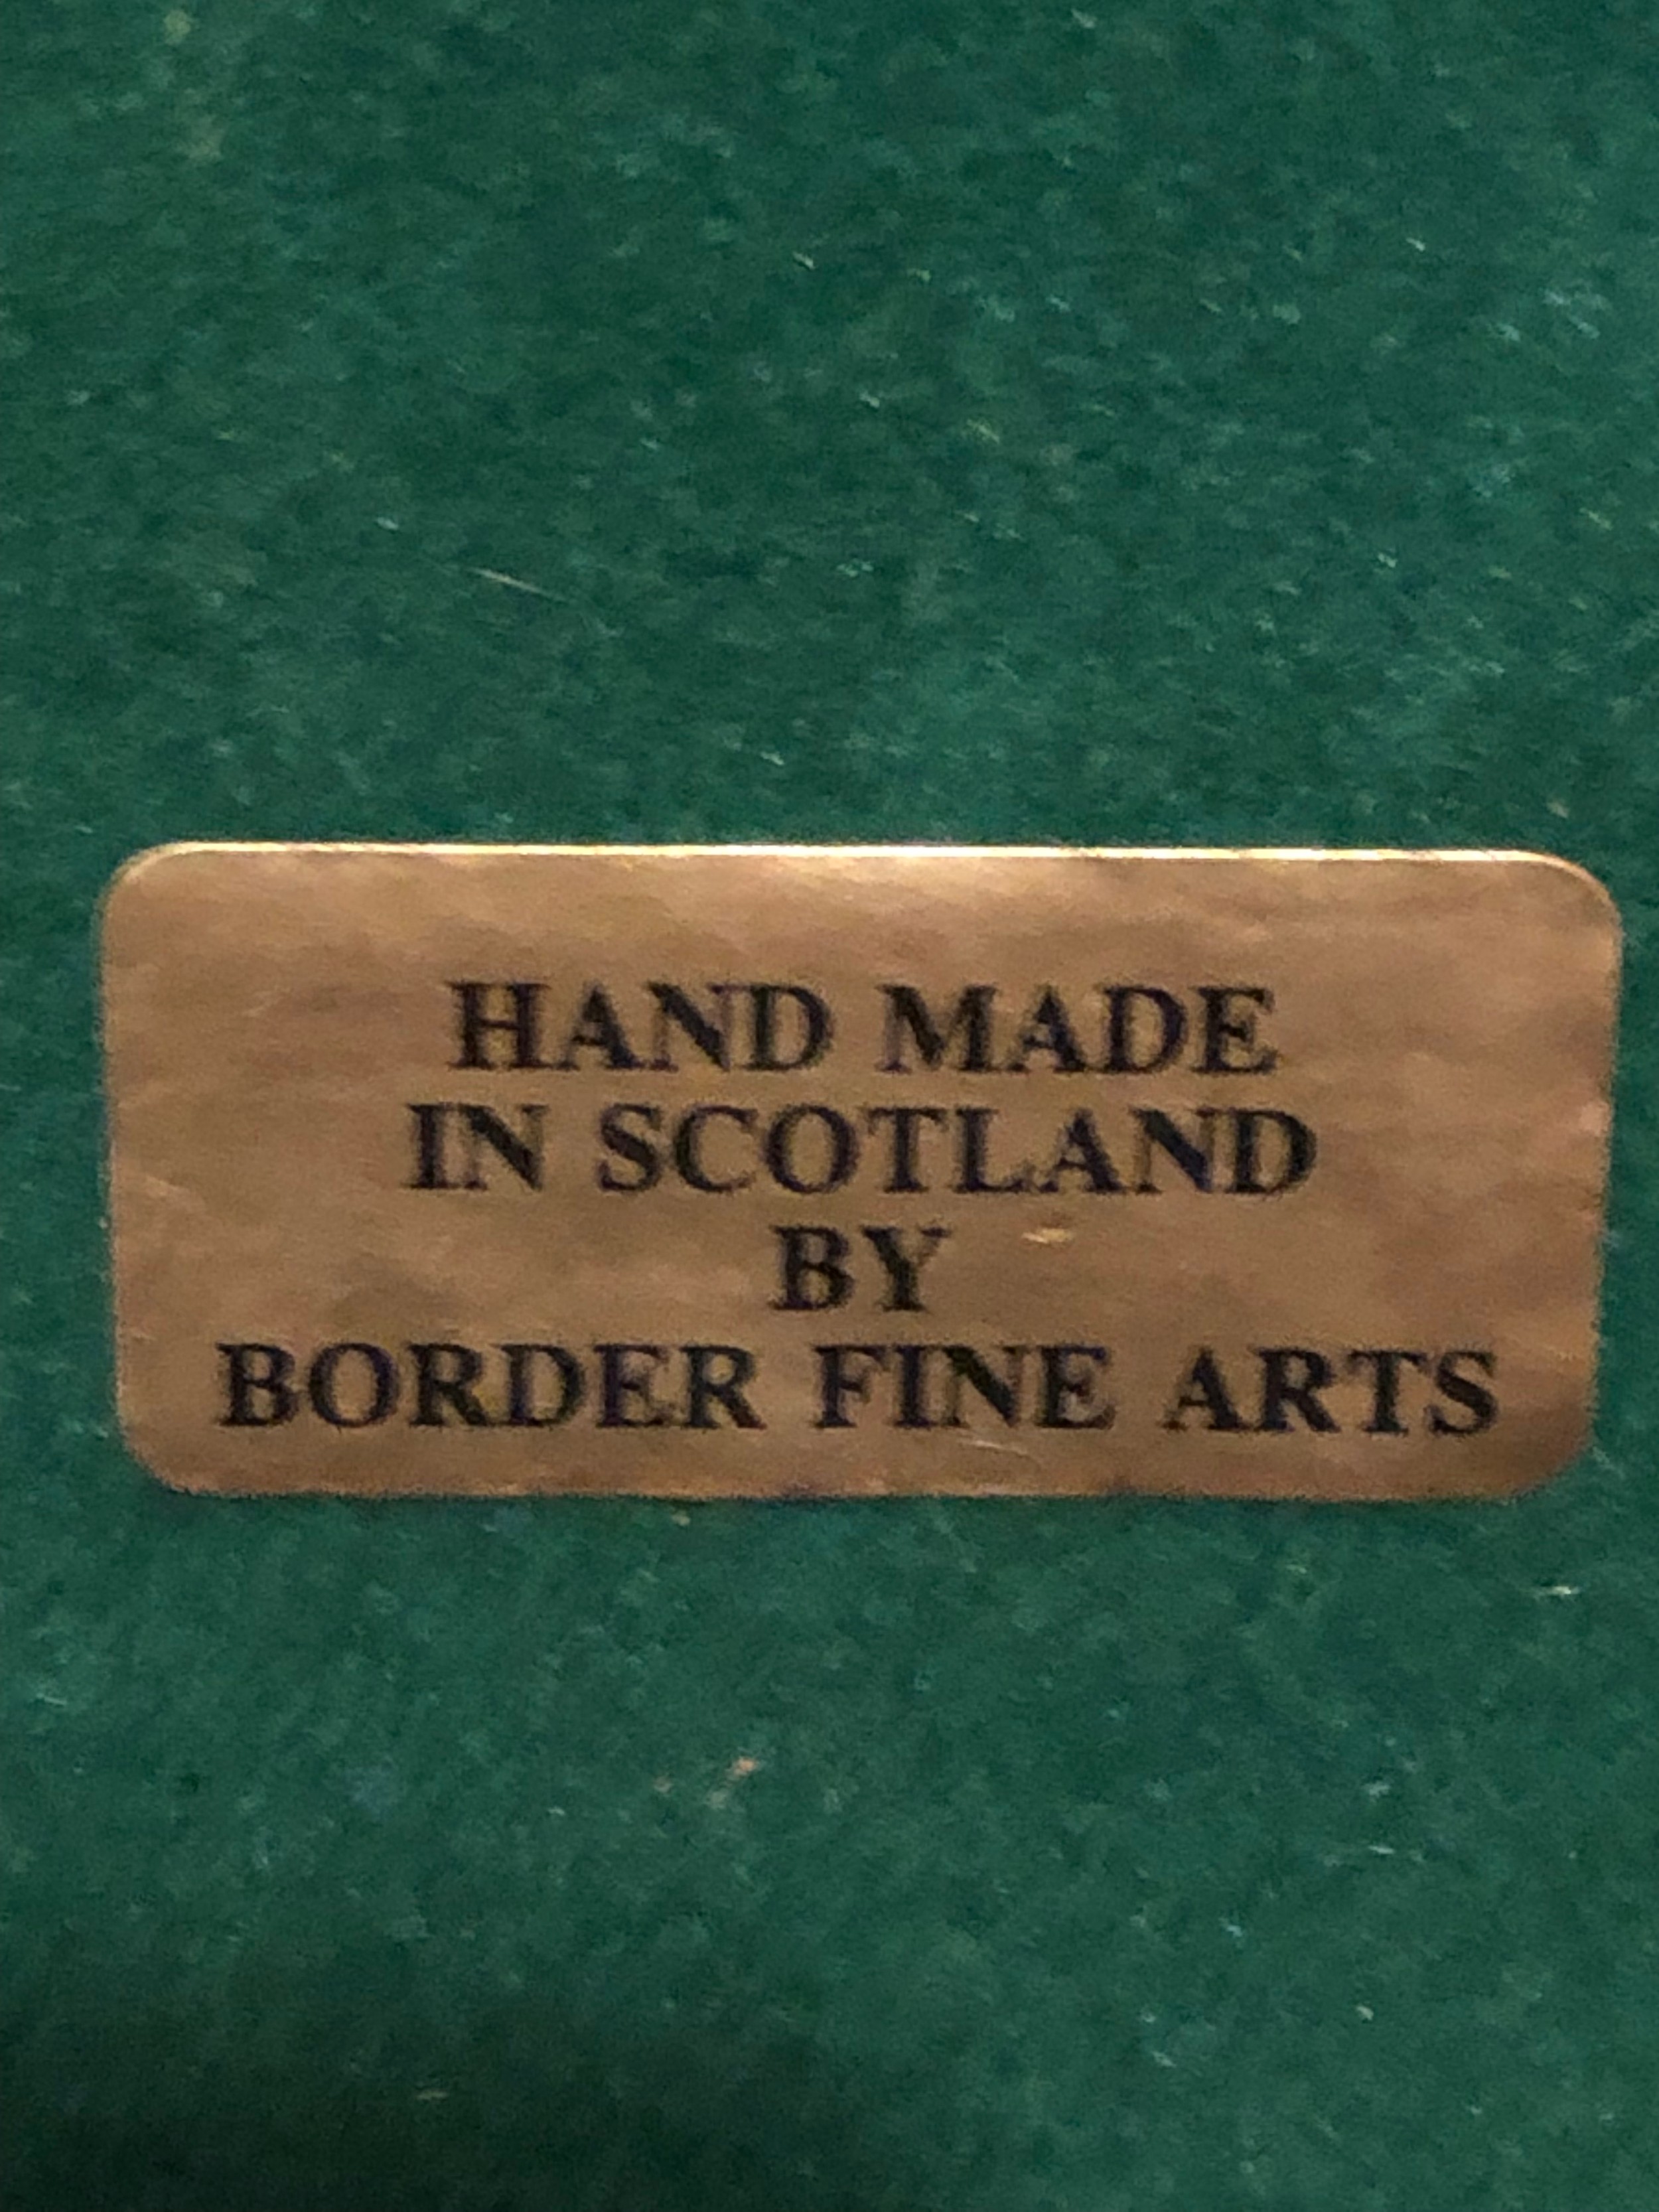 HAND MADE
IN SCOTLAND
BY
BORDER FINE ARTS